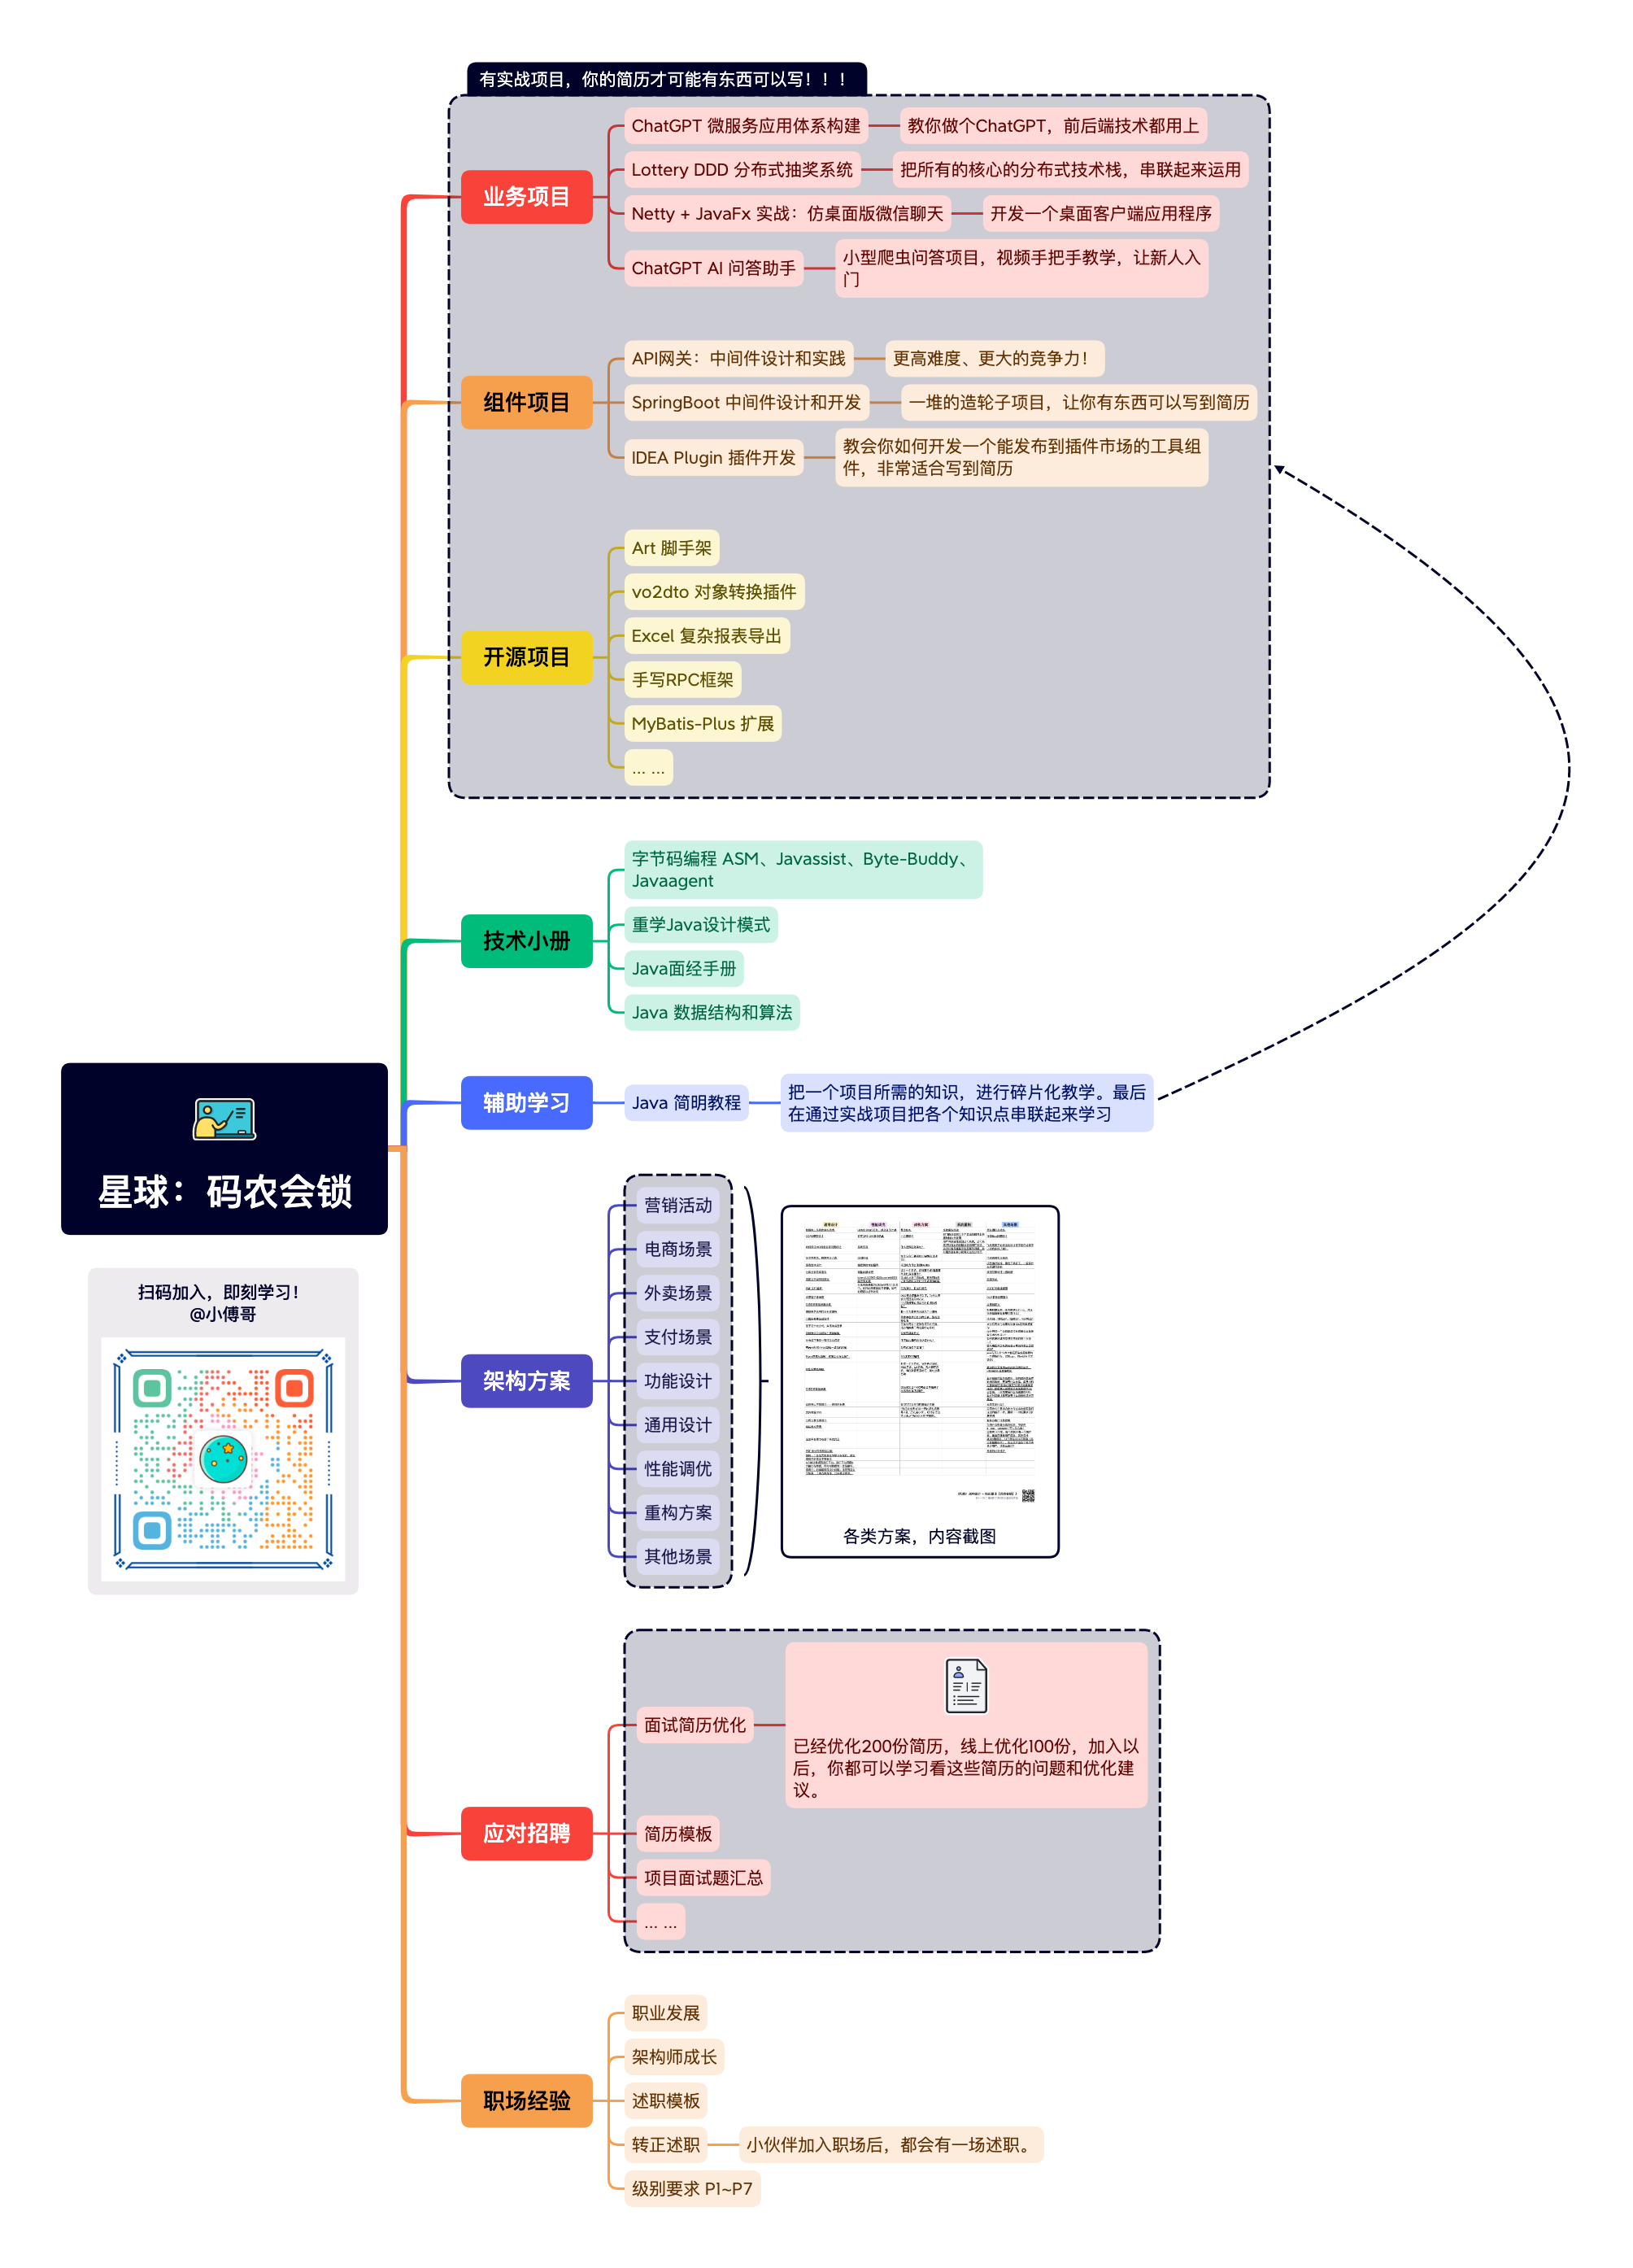 有实战项目，你的简历才可能有东西可以写！！！
业务项目
ChatGPT 微服务应用体系构建
教你做个ChatGPT，前后端技术都用上
Lottery DDD 分布式抽奖系统
把所有的核心的分布式技术栈，串联起来运用
Netty + JavaFx 实战：仿桌面版微信聊天
开发一个桌面客户端应用程序
ChatGPT AI 问答助手
小型爬虫问答项目，视频手把手教学，让新人入
门
组件项目
API网关：中间件设计和实践
更高难度、更大的竞争力！
SpringBoot 中间件设计和开发
一堆的造轮子项目，让你有东西可以写到简历
IDEA Plugin 插件开发
教会你如何开发一个能发布到插件市场的工具组
件，非常适合写到简历
开源项目
Art 脚手架
vo2dto 对象转换插件
Excel 复杂报表导出
手写RPC框架
MyBatis-Plus 扩展
... ...
技术小册
字节码编程 ASM、Javassist、Byte-Buddy、
Javaagent
重学Java设计模式
Java面经手册
Java 数据结构和算法
星球：码农会锁
扫码加入，即刻学习！
@小傅哥
辅助学习
Java 简明教程
把一个项目所需的知识，进行碎片化教学。最后
在通过实战项目把各个知识点串联起来学习
架构方案
营销活动
电商场景
外卖场景
支付场景
功能设计
通用设计
性能调优
重构方案
其他场景
各类方案，内容截图
应对招聘
面试简历优化
已经优化200份简历，线上优化100份，加入以
后，你都可以学习看这些简历的问题和优化建
议。
简历模板
项目面试题汇总
... ...
职场经验
职业发展
架构师成长
述职模板
转正述职
小伙伴加入职场后，都会有一场述职。
级别要求 P1~P7